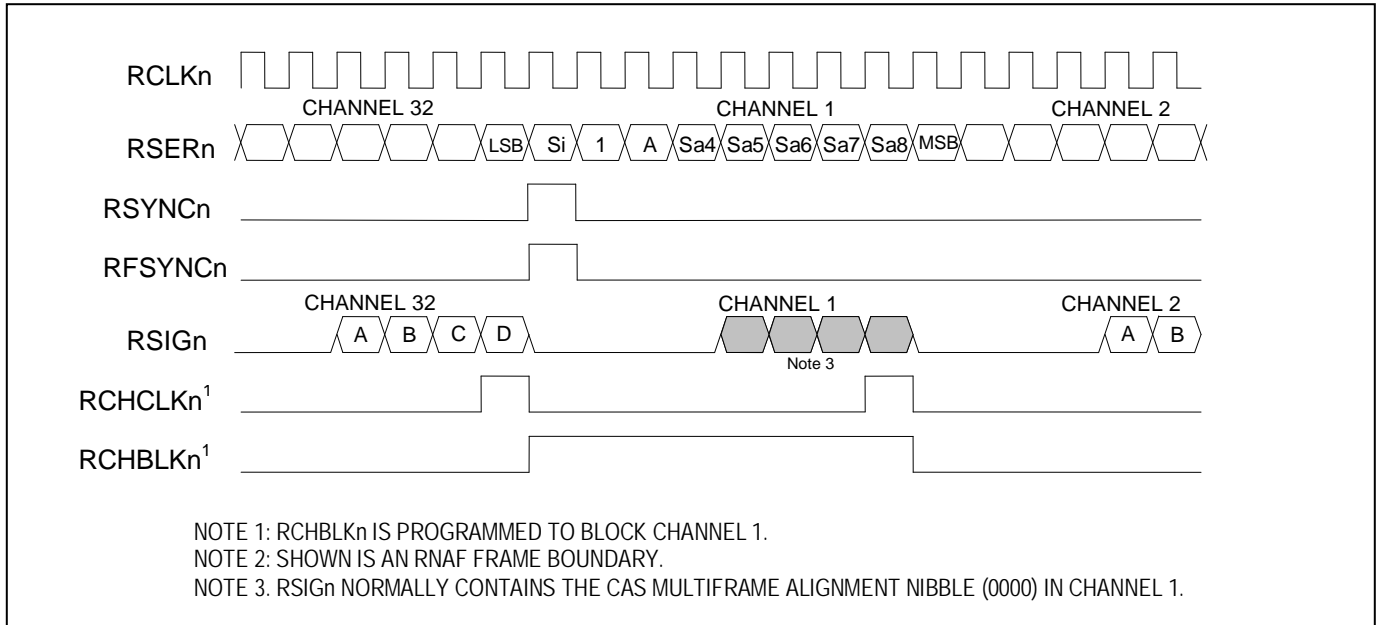 RCLKn
CHANNEL 32 CHANNEL 1 CHANNEL 2
RSERn LSB Si 1 A Sa4 Sa5 Sa6 Sa7 Sa8 MSB
RSYNCn
RFSYNCn
CHANNEL 32 CHANNEL 1 CHANNEL 2
RSIGn A B C D A B
Note 3
RCHCLKn¹
RCHBLKn¹
NOTE 1: RCHBLKn IS PROGRAMMED TO BLOCK CHANNEL 1.
NOTE 2: SHOWN IS AN RNAF FRAME BOUNDARY.
NOTE 3. RSIGn NORMALLY CONTAINS THE CAS MULTIFRAME ALIGNMENT NIBBLE (0000) IN CHANNEL 1.